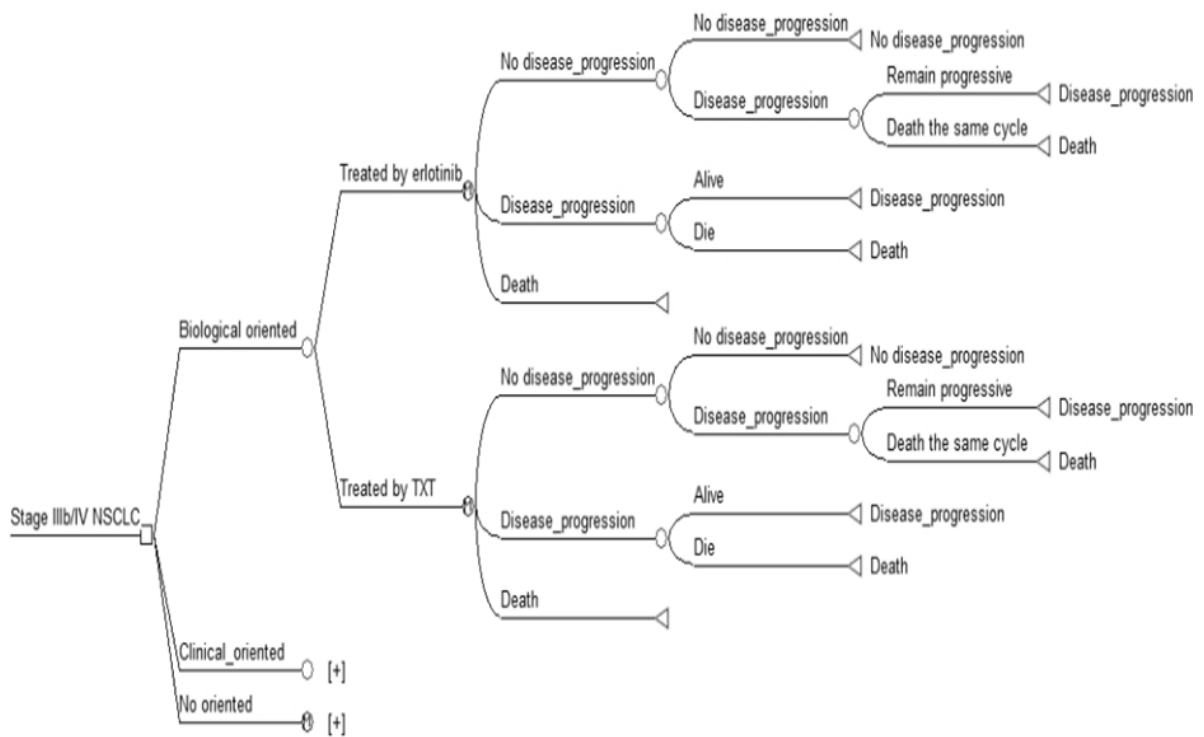 No disease_progression
No disease_progression
No disease_progression
Remain progressive
Disease_progression
Disease_progression
Death the same cycle
Death
Treated by erlotinib
Alive
Disease_progression
Disease_progression
Die
Death
Death
Biological oriented
No disease_progression
No disease_progression
No disease_progression
Remain progressive
Disease_progression
Disease_progression
Death the same cycle
Death
Treated by TXT
Alive
Disease_progression
Stage IIIb/IV NSCLC
Disease_progression
Die
Death
Death
Clinical_oriented
[+]
No oriented
[+]